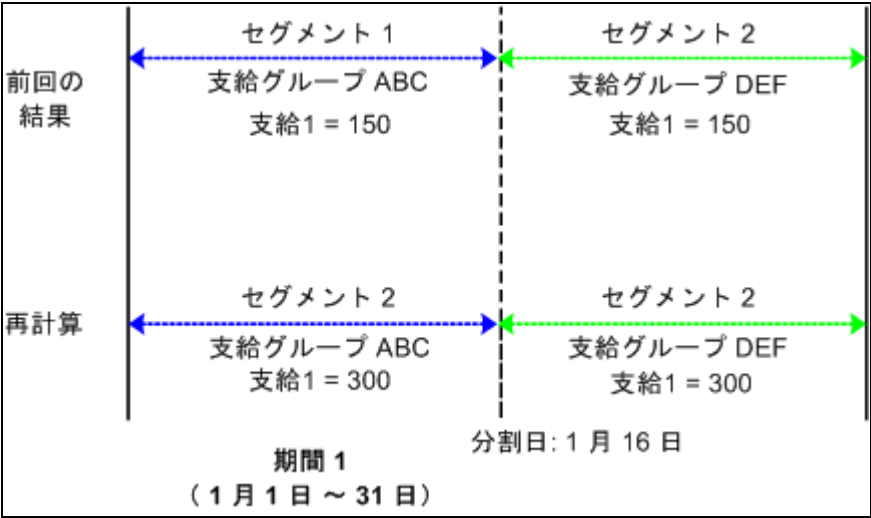 セグメント 1
セグメント 2
前回の
結果
支給グループ ABC
支給グループ DEF
支給1 = 150
支給1 = 150
セグメント 2
セグメント 2
再計算
支給グループ ABC
支給グループ DEF
支給1 = 300
支給1 = 300
分割日: 1 月 16 日
期間 1
（ 1 月 1 日 ～ 31 日）